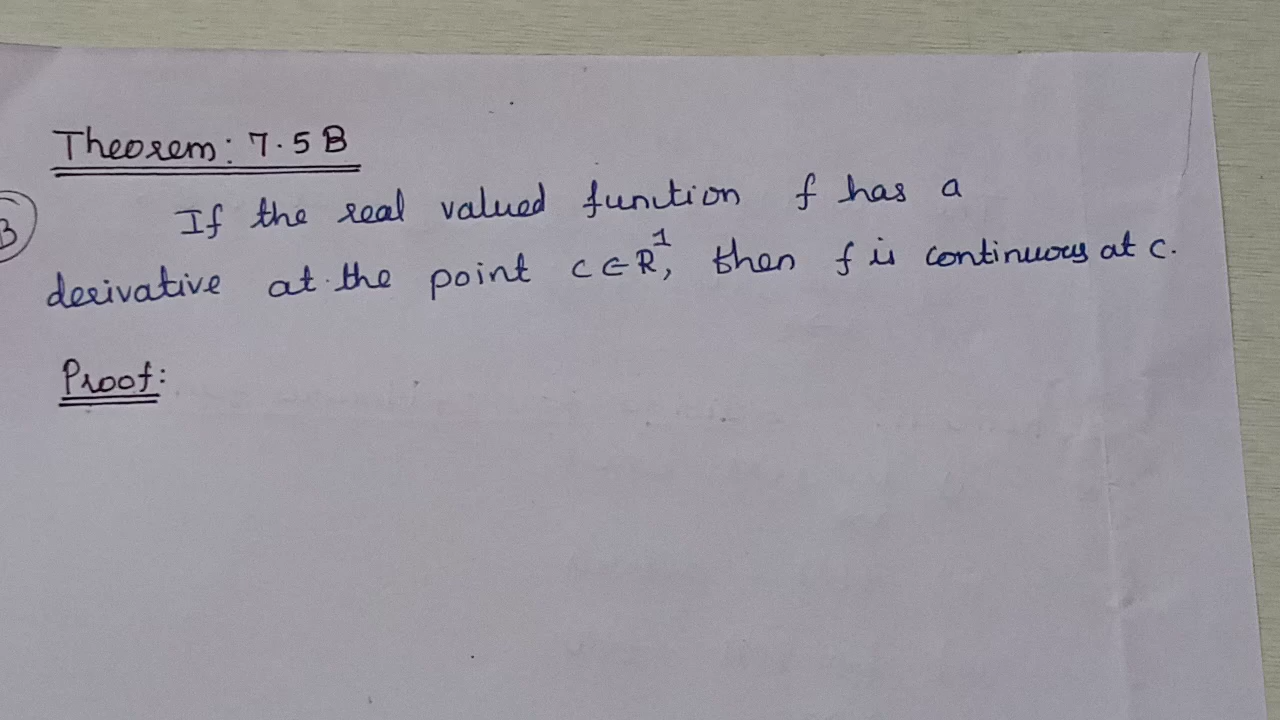 Theorem: 7.5 B
If the real valued function f has a
B
derivative at the point c ∈ R¹, then f is continuous at c.
Proof: